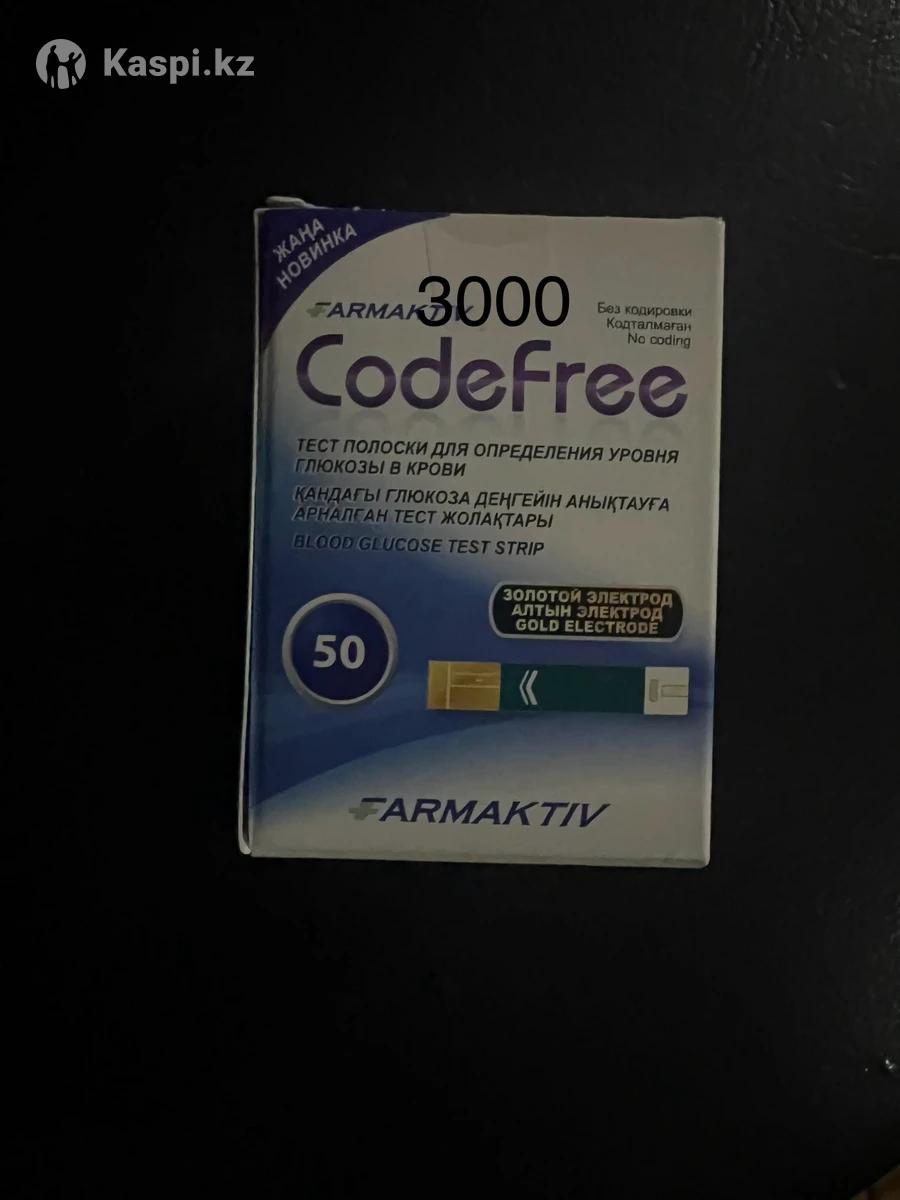 Kaspi.kz
ЖАҢА
НОВИНКА
3000
FARMAKTIV
Без кодировки
Кодталмаған
No coding
CodeFree
ТЕСТ ПОЛОСКИ ДЛЯ ОПРЕДЕЛЕНИЯ УРОВНЯ
ГЛЮКОЗЫ В КРОВИ
ҚАНДАҒЫ ГЛЮКОЗА ДЕҢГЕЙІН АНЫҚТАУҒА
АРНАЛҒАН ТЕСТ ЖОЛАҚТАРЫ
BLOOD GLUCOSE TEST STRIP
ЗОЛОТОЙ ЭЛЕКТРОД
АЛТЫН ЭЛЕКТРОД
GOLD ELECTRODE
50
FARMAKTIV